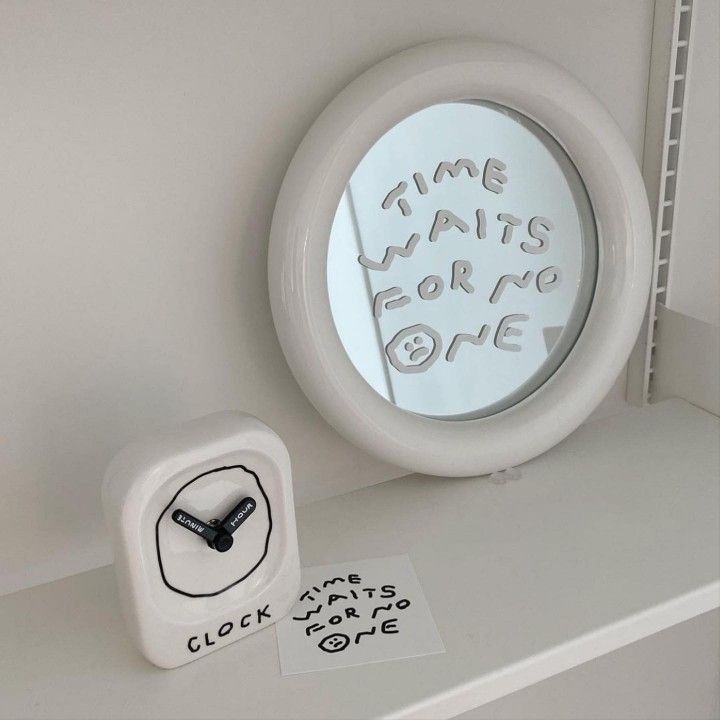 TIME
WAITS
FOR NO
ONE
MINUTE
HOUR
CLOCK
TIME
WAITS
FOR NO
ONE